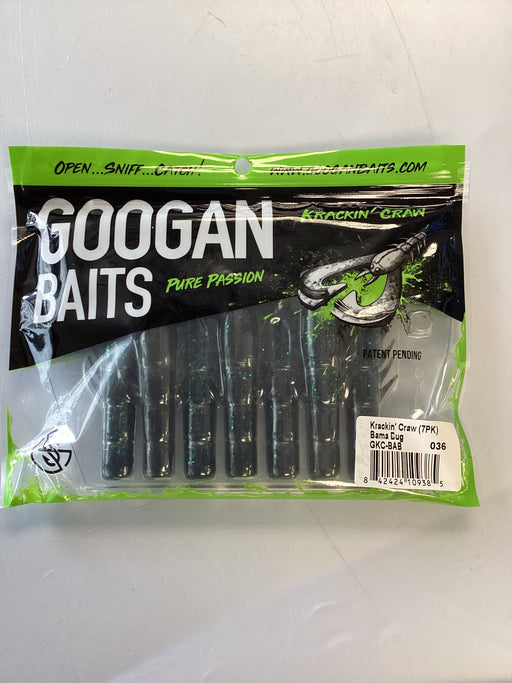 OPEN...SNIFF...CATCH!
WWW.GOOGANBAITS.COM
GOOGAN
BAITS
PURE PASSION
KRACKIN' CRAW
PATENT PENDING
Krackin' Craw (7PK)
Bama Bug
GKC-BAB 036
8 42424 10938 5